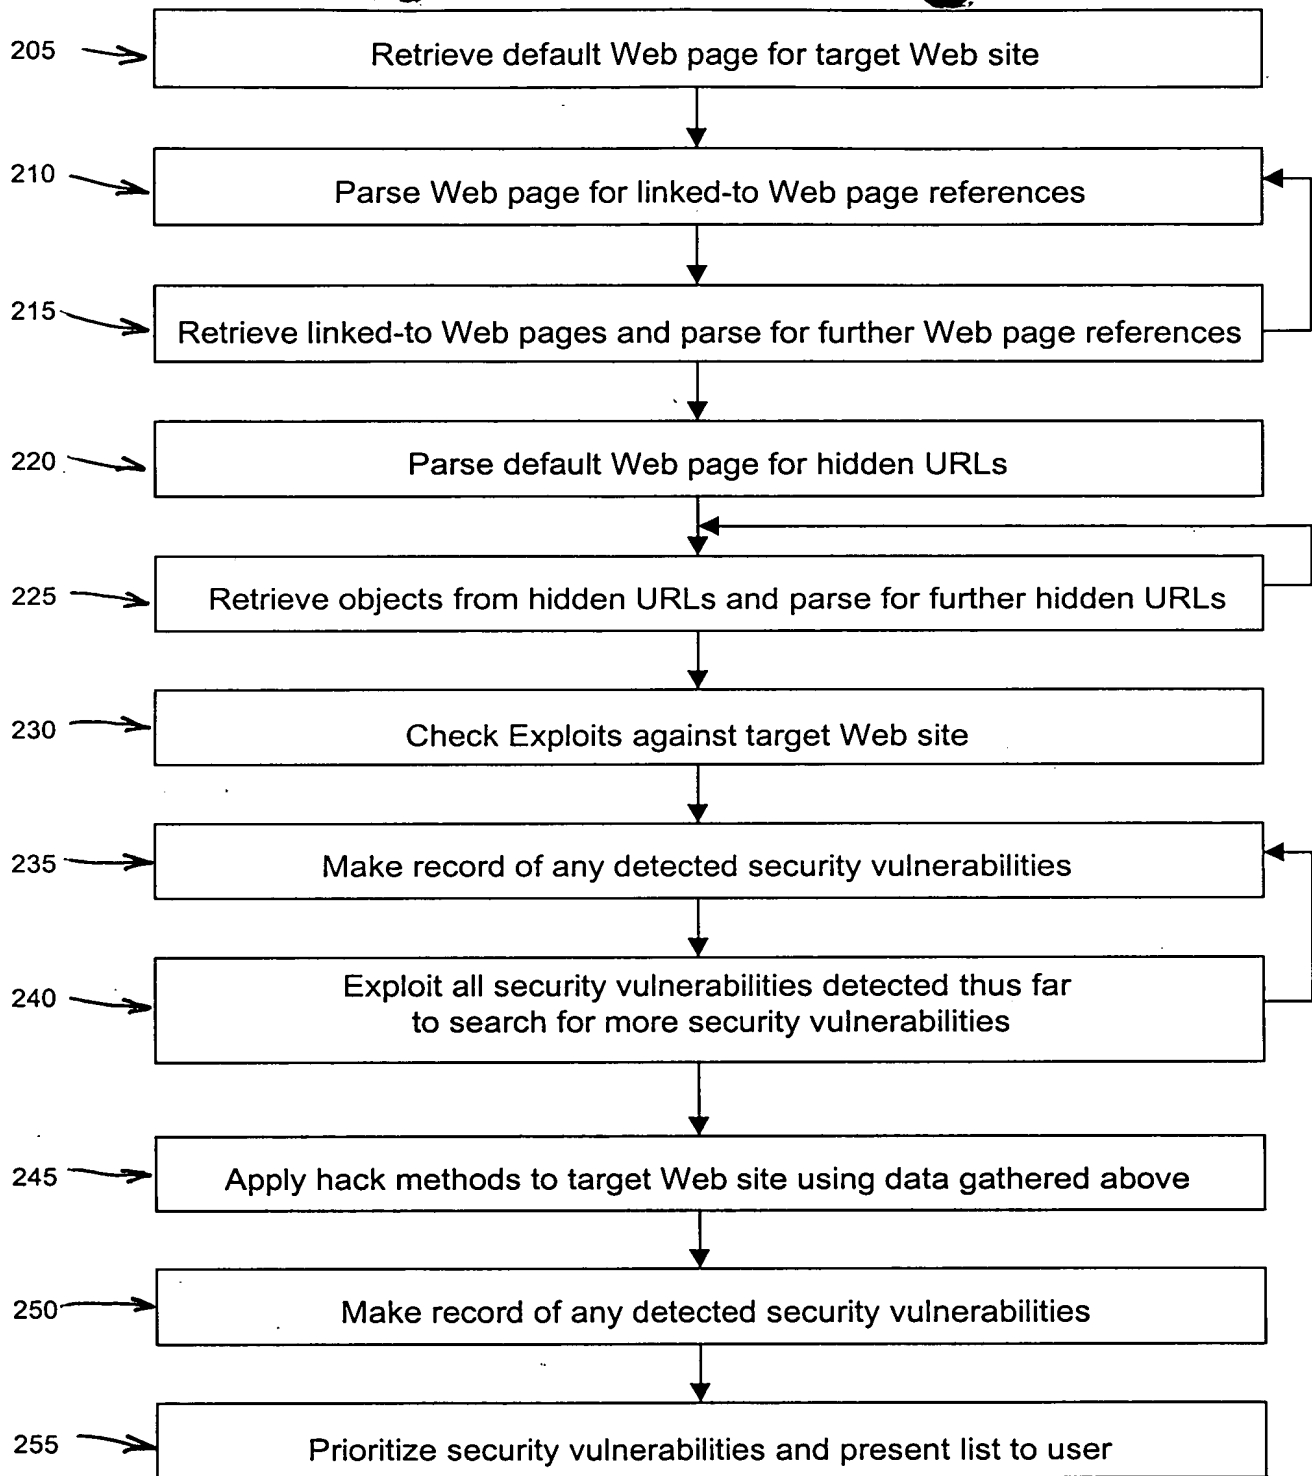 205 Retrieve default Web page for target Web site
210 Parse Web page for linked-to Web page references
215 Retrieve linked-to Web pages and parse for further Web page references
220 Parse default Web page for hidden URLs
225 Retrieve objects from hidden URLs and parse for further hidden URLs
230 Check Exploits against target Web site
235 Make record of any detected security vulnerabilities
240 Exploit all security vulnerabilities detected thus far
to search for more security vulnerabilities
245 Apply hack methods to target Web site using data gathered above
250 Make record of any detected security vulnerabilities
255 Prioritize security vulnerabilities and present list to user